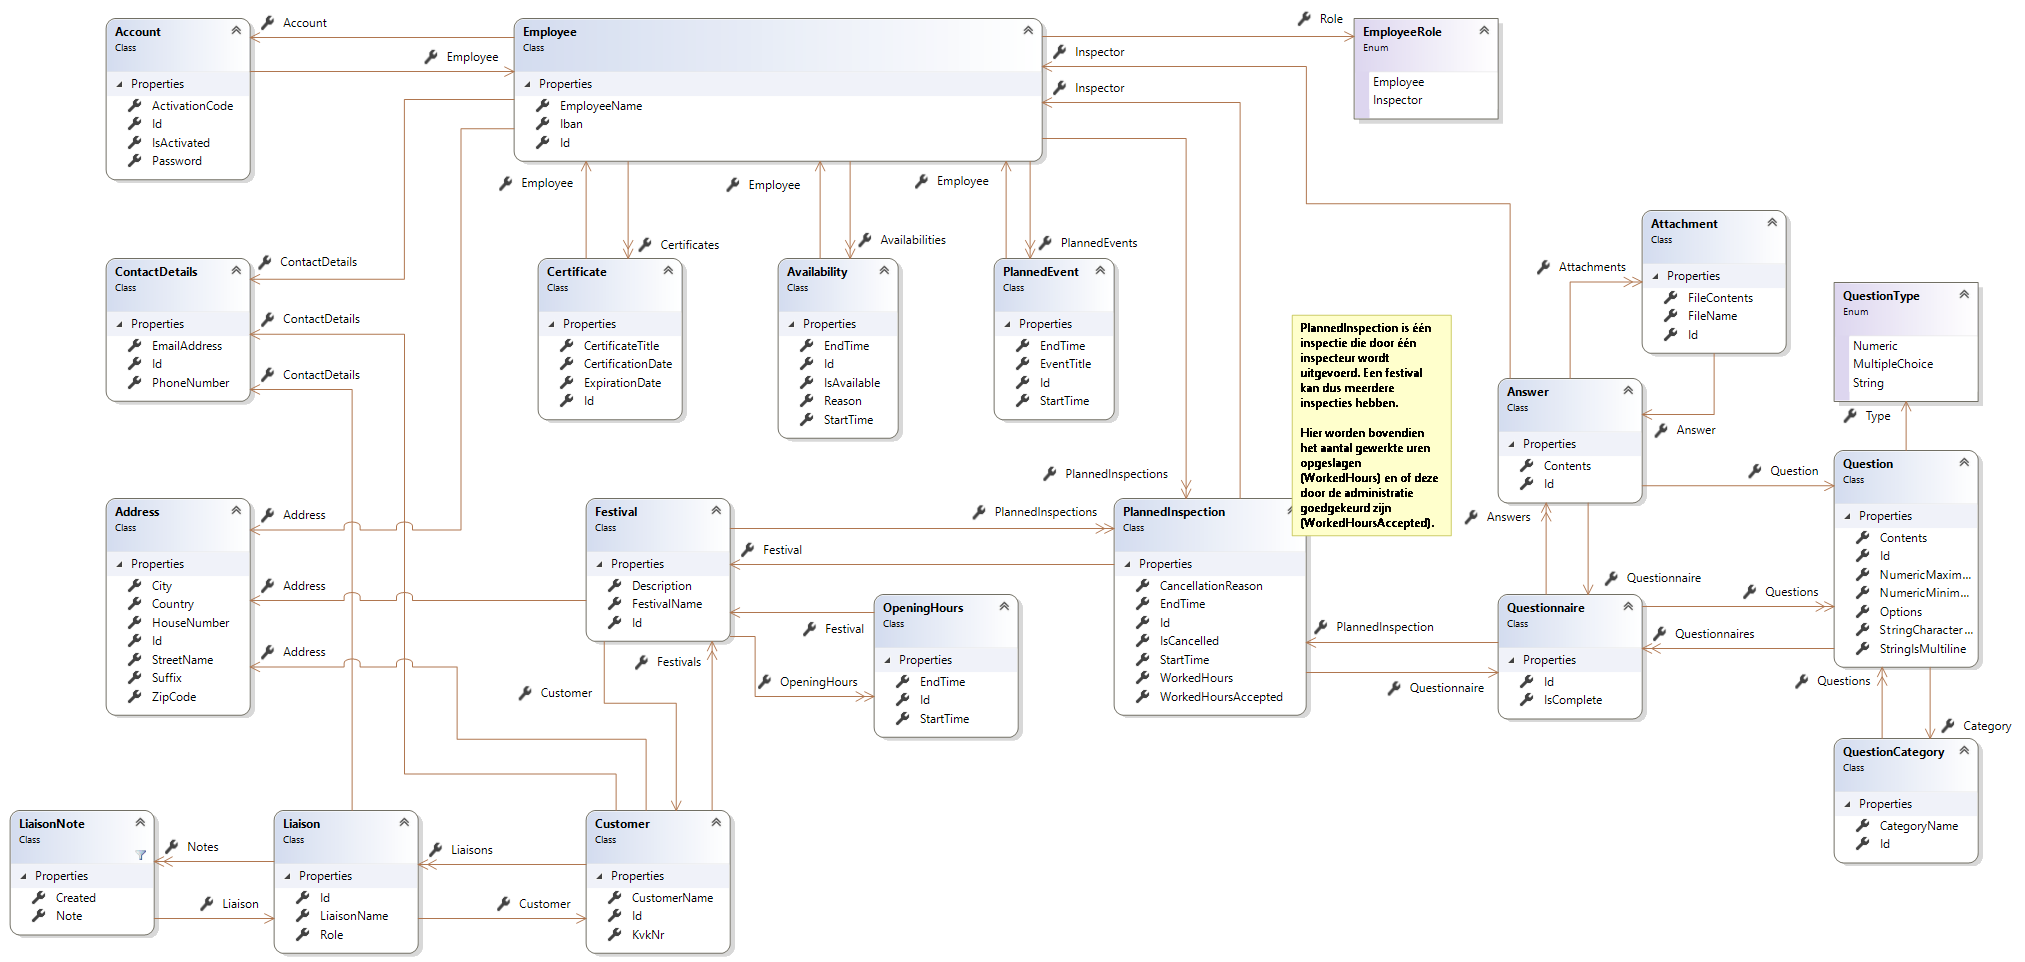 Account
Class
Properties
ActivationCode
Id
IsActivated
Password
Account
Employee
Employee
Class
Properties
EmployeeName
Iban
Id
Role
Inspector
Inspector
EmployeeRole
Enum
Employee
Inspector
Employee
Employee
Employee
Certificates
Availabilities
PlannedEvents
ContactDetails
ContactDetails
ContactDetails
ContactDetails
Class
Properties
EmailAddress
Id
PhoneNumber
Certificate
Class
Properties
CertificateTitle
CertificationDate
ExpirationDate
Id
Availability
Class
Properties
EndTime
Id
IsAvailable
Reason
StartTime
PlannedEvent
Class
Properties
EndTime
EventTitle
Id
StartTime
PlannedInspection is één
inspectie die door één
inspecteur wordt
uitgevoerd. Een festival
kan dus meerdere
inspecties hebben.
Hier worden bovendien
het aantal gewerkte uren
opgeslagen
(WorkedHours) en of deze
door de administratie
goedgekeurd zijn
(WorkedHoursAccepted).
Attachment
Class
Properties
FileContents
FileName
Id
Attachments
Answer
QuestionType
Enum
Numeric
MultipleChoice
String
Type
Answer
Class
Properties
Contents
Id
Question
Answers
Questionnaire
Question
Class
Properties
Contents
Id
NumericMaxim...
NumericMinim...
Options
StringCharacter...
StringIsMultiline
Address
Class
Properties
City
Country
HouseNumber
Id
StreetName
Suffix
ZipCode
Address
Address
Address
Festival
Class
Properties
Description
FestivalName
Id
PlannedInspections
PlannedInspections
Festival
Festival
Festivals
OpeningHours
Customer
OpeningHours
Class
Properties
EndTime
Id
StartTime
PlannedInspection
Class
Properties
CancellationReason
EndTime
Id
IsCancelled
StartTime
WorkedHours
WorkedHoursAccepted
PlannedInspection
Questionnaire
Questionnaire
Class
Properties
Id
IsComplete
Questions
Questionnaires
Questions
Category
QuestionCategory
Class
Properties
CategoryName
Id
LiaisonNote
Class
Properties
Created
Note
Notes
Liaison
Liaison
Class
Properties
Id
LiaisonName
Role
Liaisons
Customer
Customer
Class
Properties
CustomerName
Id
KvkNr